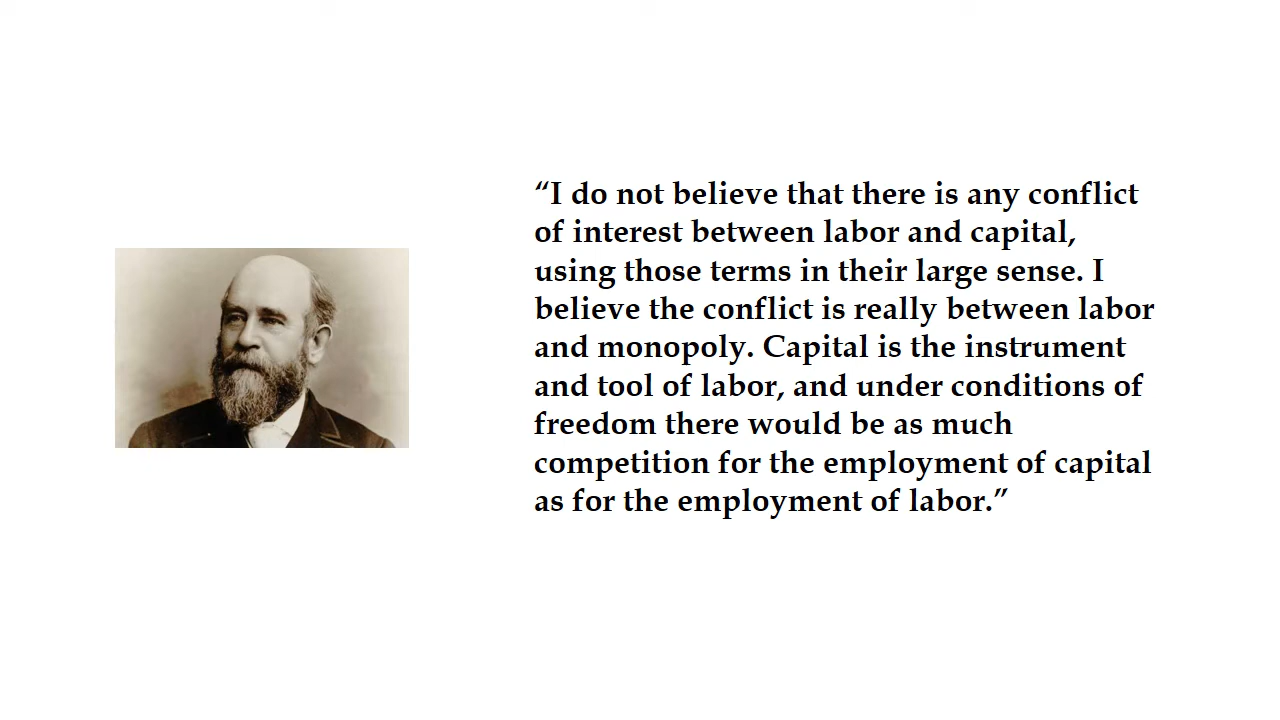 “I do not believe that there is any conflict
of interest between labor and capital,
using those terms in their large sense. I
believe the conflict is really between labor
and monopoly. Capital is the instrument
and tool of labor, and under conditions of
freedom there would be as much
competition for the employment of capital
as for the employment of labor.”